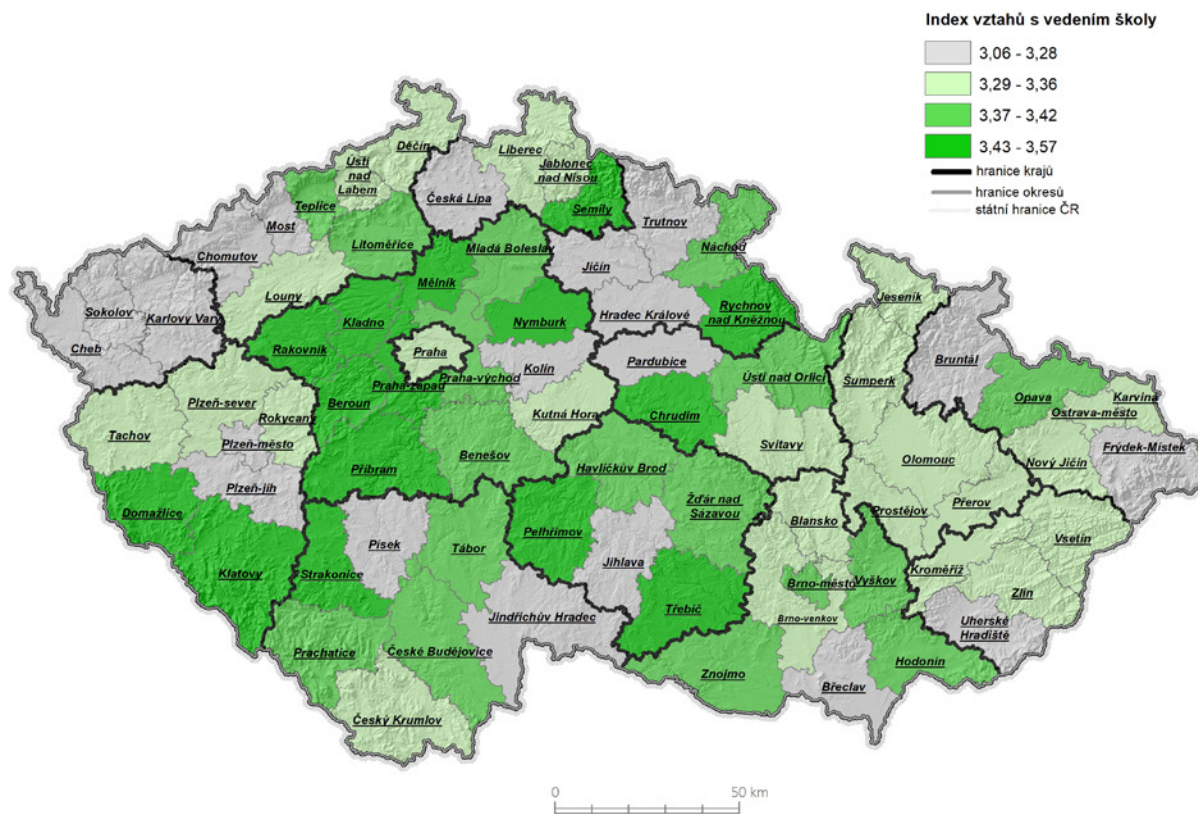 Index vztahů s vedením školy
3,06 - 3,28
3,29 - 3,36
3,37 - 3,42
3,43 - 3,57
hranice krajů
hranice okresů
státní hranice ČR
Děčín
Ústí
nad
Labem
Liberec
Jablonec
nad Nisou
Teplice
Česká Lípa
Semily
Trutnov
Most
Chomutov
Litoměřice
Mladá Boleslav
Náchod
Jičín
Mělník
Louny
Sokolov
Karlovy Vary
Cheb
Jeseník
Rychnov
nad Kněžnou
Nymburk
Hradec Králové
Kladno
Rakovník
Praha
Kolín
Pardubice
Bruntál
Praha-východ
Praha-západ
Ústí nad Orlicí
Šumperk
Opava
Karviná
Ostrava-město
Beroun
Plzeň-sever
Rokycany
Kutná Hora
Chrudim
Tachov
Plzeň-město
Svitavy
Frýdek-Místek
Benešov
Olomouc
Nový Jičín
Příbram
Havlíčkův Brod
Plzeň-jih
Žďár nad
Sázavou
Přerov
Domažlice
Prostějov
Blansko
Pelhřimov
Písek
Tábor
Jihlava
Vsetín
Klatovy
Strakonice
Kroměříž
Brno-město
Vyškov
Zlín
Třebíč
Jindřichův Hradec
Brno-venkov
Uherské
Hradiště
Prachatice
České Budějovice
Znojmo
Hodonín
Břeclav
Český Krumlov
0
50 km